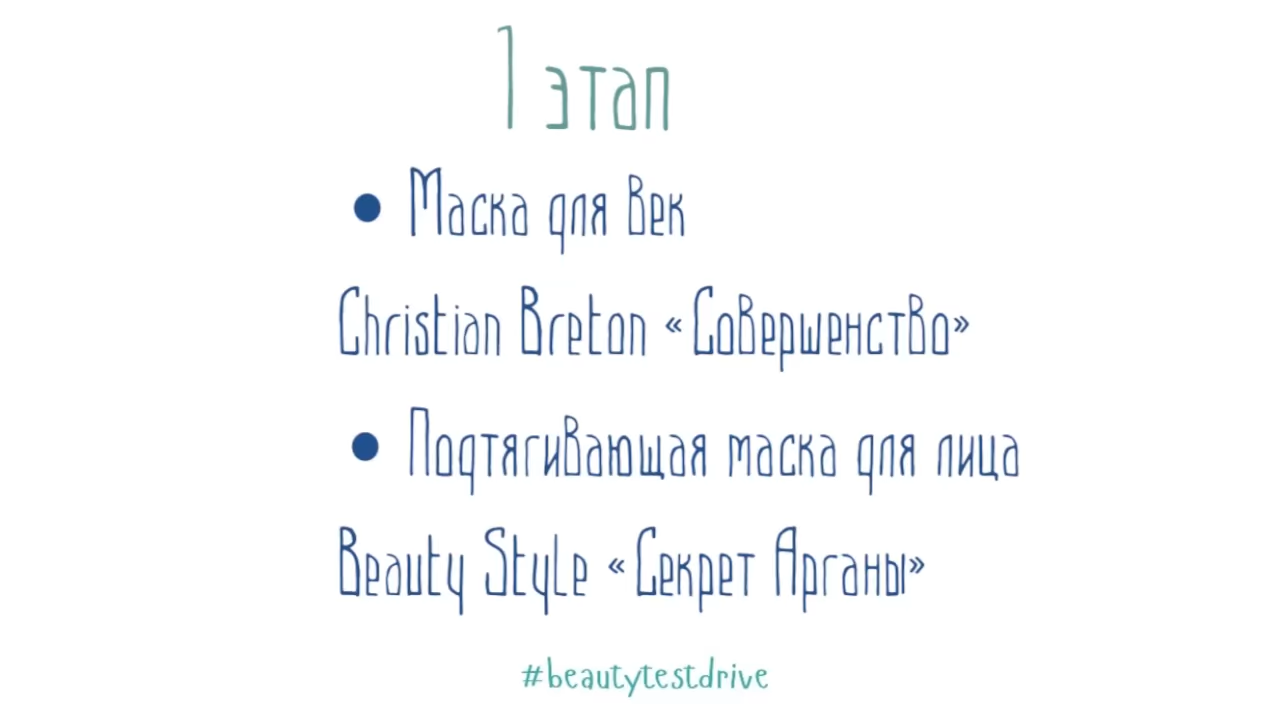 1 этап
• Маска для век
Christian Breton «Совершенство»
• Подтягивающая маска для лица
Beauty Style «Секрет Арганы»
#beautytestdrive